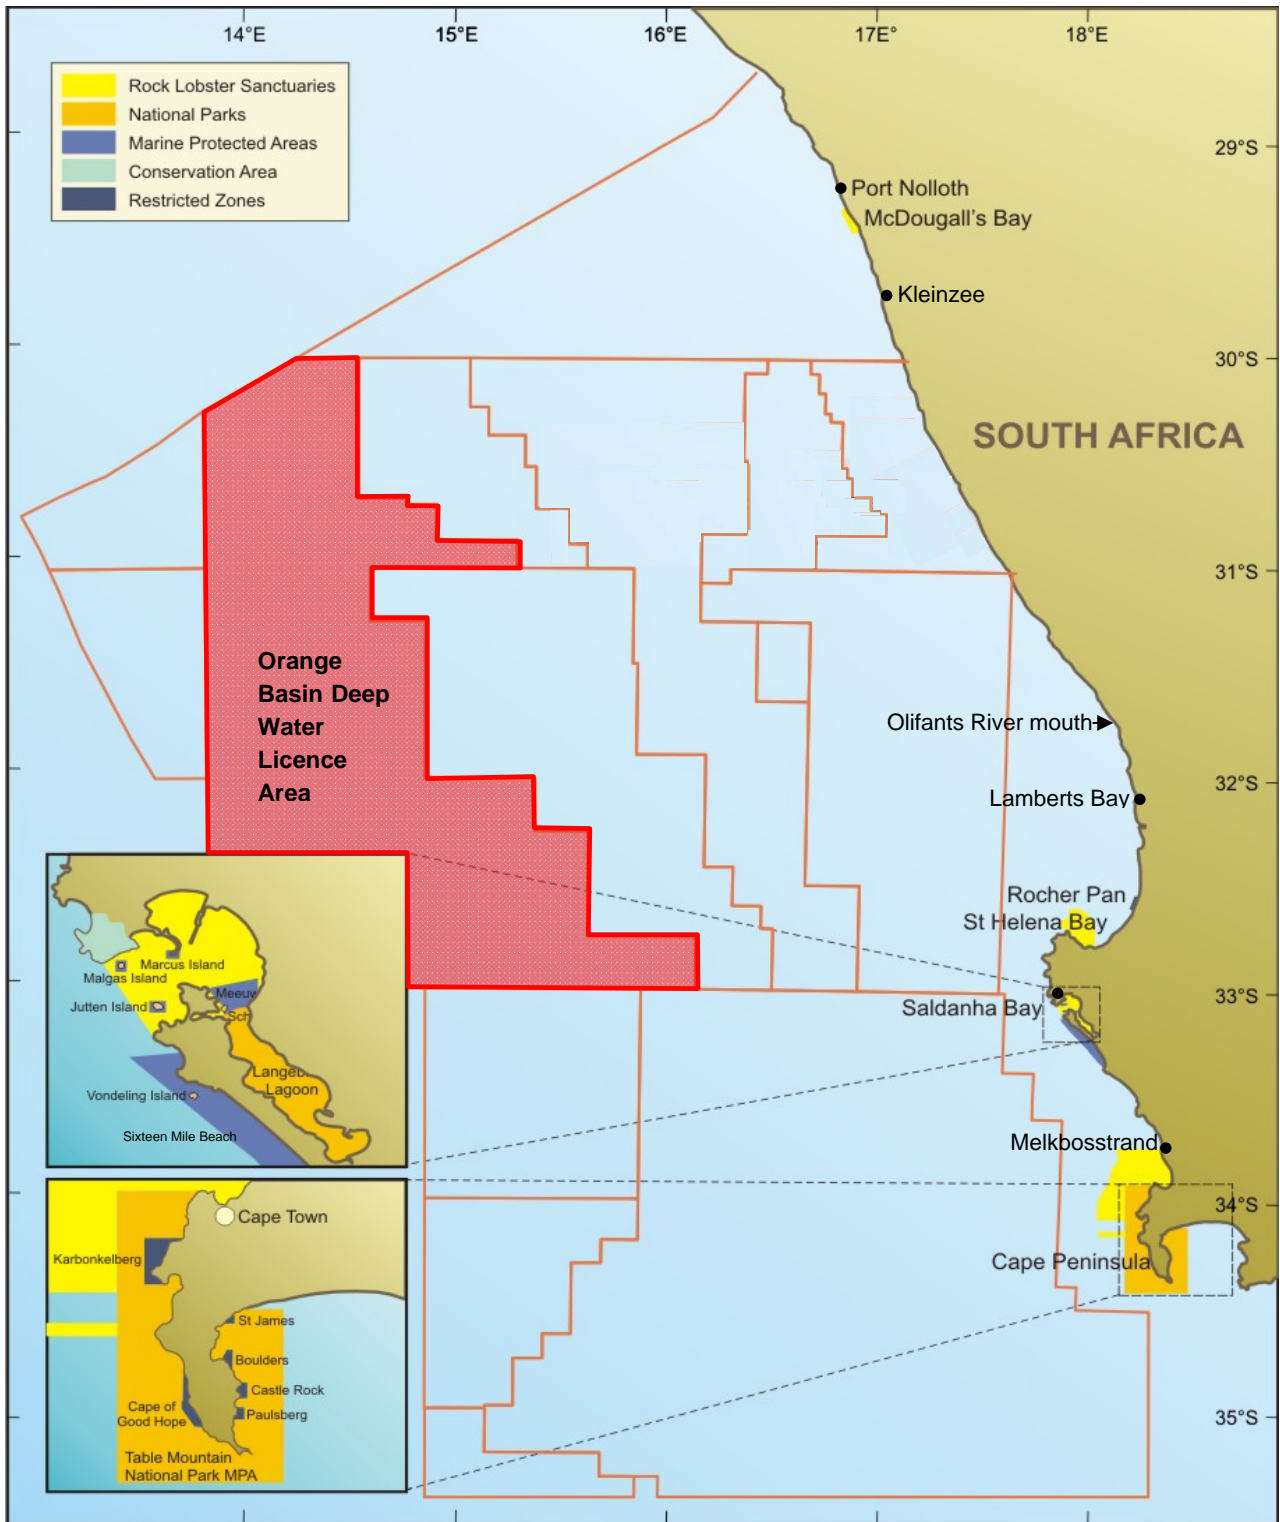 14°E
15°E
16°E
17E°
18°E
Rock Lobster Sanctuaries
National Parks
Marine Protected Areas
Conservation Area
Restricted Zones
29°S
Port Nolloth
McDougall's Bay
Kleinzee
30°S
SOUTH AFRICA
31°S
Orange
Basin Deep
Water
Licence
Area
Olifants River mouth
32°S
Lamberts Bay
Rocher Pan
St Helena Bay
33°S
Saldanha Bay
Marcus Island
Malgas Island
Jutten Island
Meeuw
Sch
Langeb
Lagoon
Vondeling Island
Sixteen Mile Beach
Melkbosstrand
34°S
Cape Peninsula
Cape Town
Karbonkelberg
St James
Boulders
Castle Rock
Cape of
Good Hope
Paulsberg
Table Mountain
National Park MPA
35°S